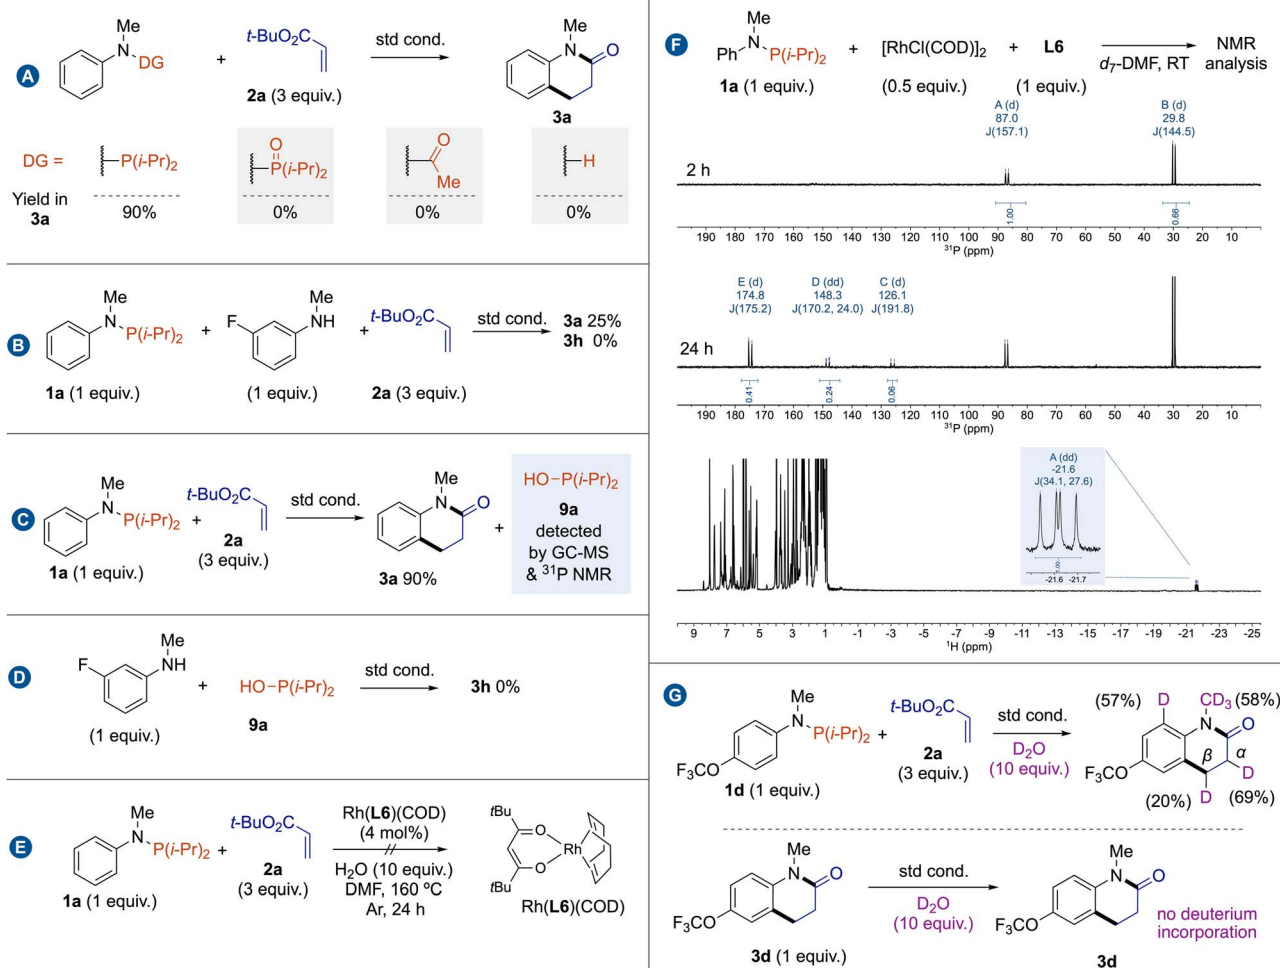 A
Me
N
DG
+
t-BuO₂C
2a (3 equiv.)
std cond.
Me
N
O
3a
DG =
P(i-Pr)₂
O
P(i-Pr)₂
O
Me
H
Yield in
3a
90%
0%
0%
0%
B
Me
N
P(i-Pr)₂
1a (1 equiv.)
+
F
Me
NH
(1 equiv.)
+
t-BuO₂C
2a (3 equiv.)
std cond.
3a 25%
3h 0%
C
Me
N
P(i-Pr)₂
1a (1 equiv.)
+
t-BuO₂C
2a
(3 equiv.)
std cond.
Me
N
O
3a 90%
+
HO–P(i-Pr)₂
9a
detected
by GC-MS
& ³¹P NMR
D
F
Me
NH
(1 equiv.)
+
HO–P(i-Pr)₂
9a
std cond.
3h 0%
E
Me
N
P(i-Pr)₂
1a (1 equiv.)
+
t-BuO₂C
2a
(3 equiv.)
Rh(L6)(COD)
(4 mol%)
H₂O (10 equiv.)
DMF, 160 ºC
Ar, 24 h
tBu
O
Rh
O
tBu
Rh(L6)(COD)
F
Me
Ph
N
P(i-Pr)₂
1a (1 equiv.)
+
[RhCl(COD)]₂
(0.5 equiv.)
+
L6
(1 equiv.)
d₇-DMF, RT
NMR
analysis
A (d)
87.0
J(157.1)
B (d)
29.8
J(144.5)
2 h
1.00
0.66
190 180 170 160 150 140 130 120 110 100 90 80 70 60 50 40 30 20 10
³¹P (ppm)
E (d)
174.8
J(175.2)
D (dd)
148.3
J(170.2, 24.0)
C (d)
126.1
J(191.8)
24 h
0.41
0.24
0.06
190 180 170 160 150 140 130 120 110 100 90 80 70 60 50 40 30 20 10
³¹P (ppm)
A (dd)
-21.6
J(34.1, 27.6)
-21.6 -21.7
9 7 5 3 1 -1 -3 -5 -7 -9 -11 -13 -15 -17 -19 -21 -23 -25
¹H (ppm)
G
Me
N
P(i-Pr)₂
F₃CO
1d (1 equiv.)
+
t-BuO₂C
2a
(3 equiv.)
std cond.
D₂O
(10 equiv.)
(57%)
D
CD₃
(58%)
N
O
β
α
F₃CO
D
(20%)
D
(69%)
Me
N
O
F₃CO
3d (1 equiv.)
std cond.
D₂O
(10 equiv.)
Me
N
O
F₃CO
3d
no deuterium
incorporation